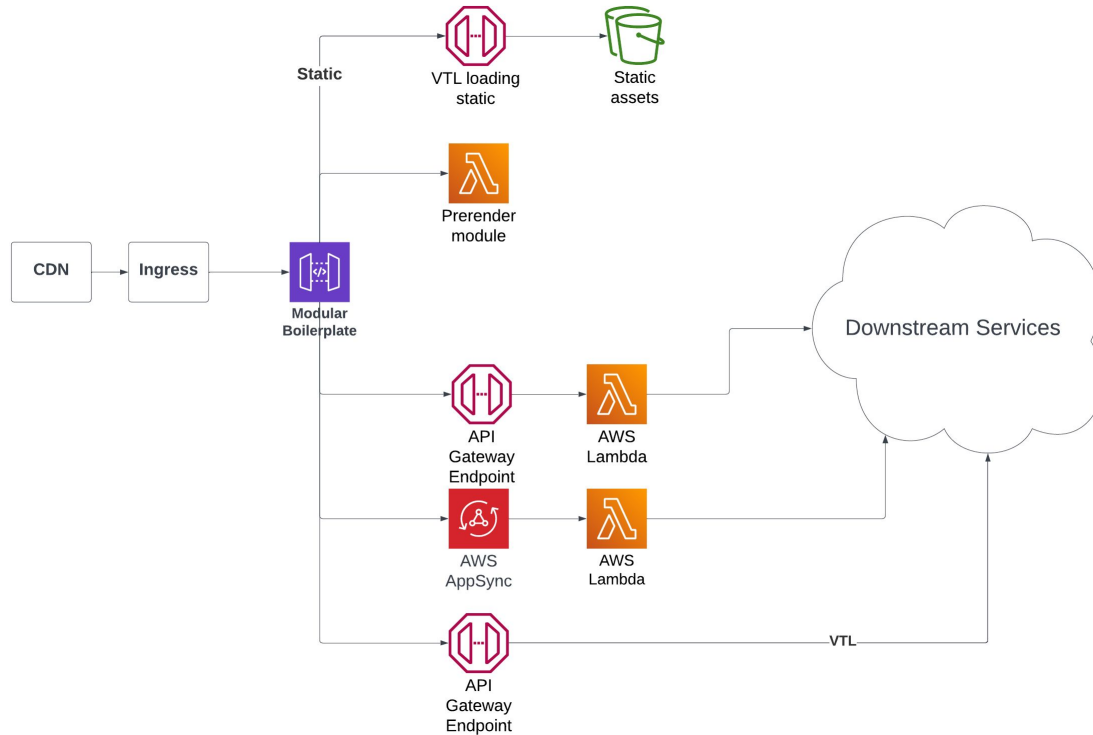 Static
VTL loading
static
Static
assets
Prerender
module
CDN
Ingress
Modular
Boilerplate
Downstream Services
API
Gateway
Endpoint
AWS
Lambda
AWS
AppSync
AWS
Lambda
VTL
API
Gateway
Endpoint